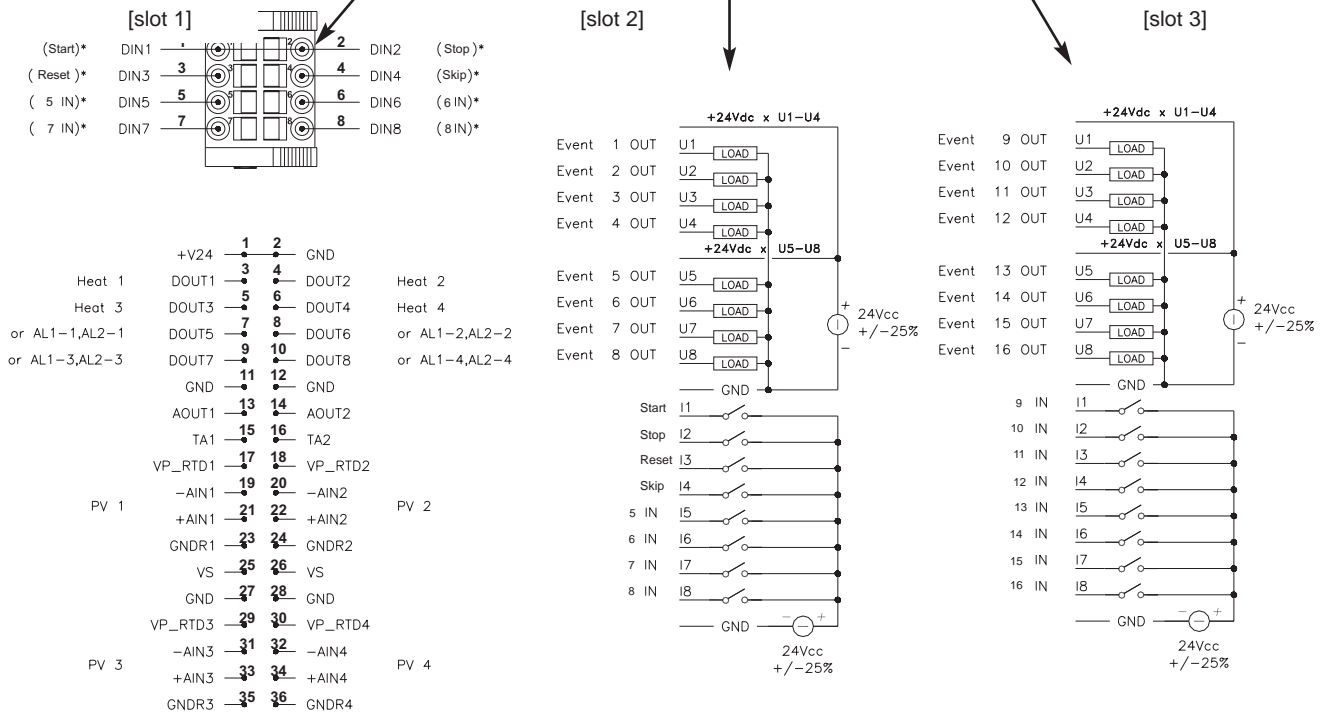 [slot 1]
(Start)* DIN1 1 2 DIN2 (Stop)*
( Reset )* DIN3 3 3 4 4 DIN4 (Skip)*
( 5 IN)* DIN5 5 5 6 6 DIN6 (6 IN)*
( 7 IN)* DIN7 7 7 8 8 DIN8 (8 IN)*
+V24 1 2 GND
Heat 1 DOUT1 3 4 DOUT2 Heat 2
Heat 3 DOUT3 5 6 DOUT4 Heat 4
or AL1-1,AL2-1 DOUT5 7 8 DOUT6 or AL1-2,AL2-2
or AL1-3,AL2-3 DOUT7 9 10 DOUT8 or AL1-4,AL2-4
GND 11 12 GND
AOUT1 13 14 AOUT2
TA1 15 16 TA2
VP_RTD1 17 18 VP_RTD2
-AIN1 19 20 -AIN2
PV 1 PV 2
+AIN1 21 22 +AIN2
GNDR1 23 24 GNDR2
VS 25 26 VS
GND 27 28 GND
VP_RTD3 29 30 VP_RTD4
-AIN3 31 32 -AIN4
PV 3 PV 4
+AIN3 33 34 +AIN4
GNDR3 35 36 GNDR4
[slot 2]
+24Vdc x U1-U4
Event 1 OUT U1 LOAD
Event 2 OUT U2 LOAD
Event 3 OUT U3 LOAD
Event 4 OUT U4 LOAD
+24Vdc x U5-U8
Event 5 OUT U5 LOAD
Event 6 OUT U6 LOAD
Event 7 OUT U7 LOAD
Event 8 OUT U8 LOAD
+
24Vcc
+/-25%
-
GND
Start I1
Stop I2
Reset I3
Skip I4
5 IN I5
6 IN I6
7 IN I7
8 IN I8
GND - +
24Vcc
+/-25%
[slot 3]
+24Vdc x U1-U4
Event 9 OUT U1 LOAD
Event 10 OUT U2 LOAD
Event 11 OUT U3 LOAD
Event 12 OUT U4 LOAD
+24Vdc x U5-U8
Event 13 OUT U5 LOAD
Event 14 OUT U6 LOAD
Event 15 OUT U7 LOAD
Event 16 OUT U8 LOAD
+
24Vcc
+/-25%
-
GND
9 IN I1
10 IN I2
11 IN I3
12 IN I4
13 IN I5
14 IN I6
15 IN I7
16 IN I8
GND - +
24Vcc
+/-25%